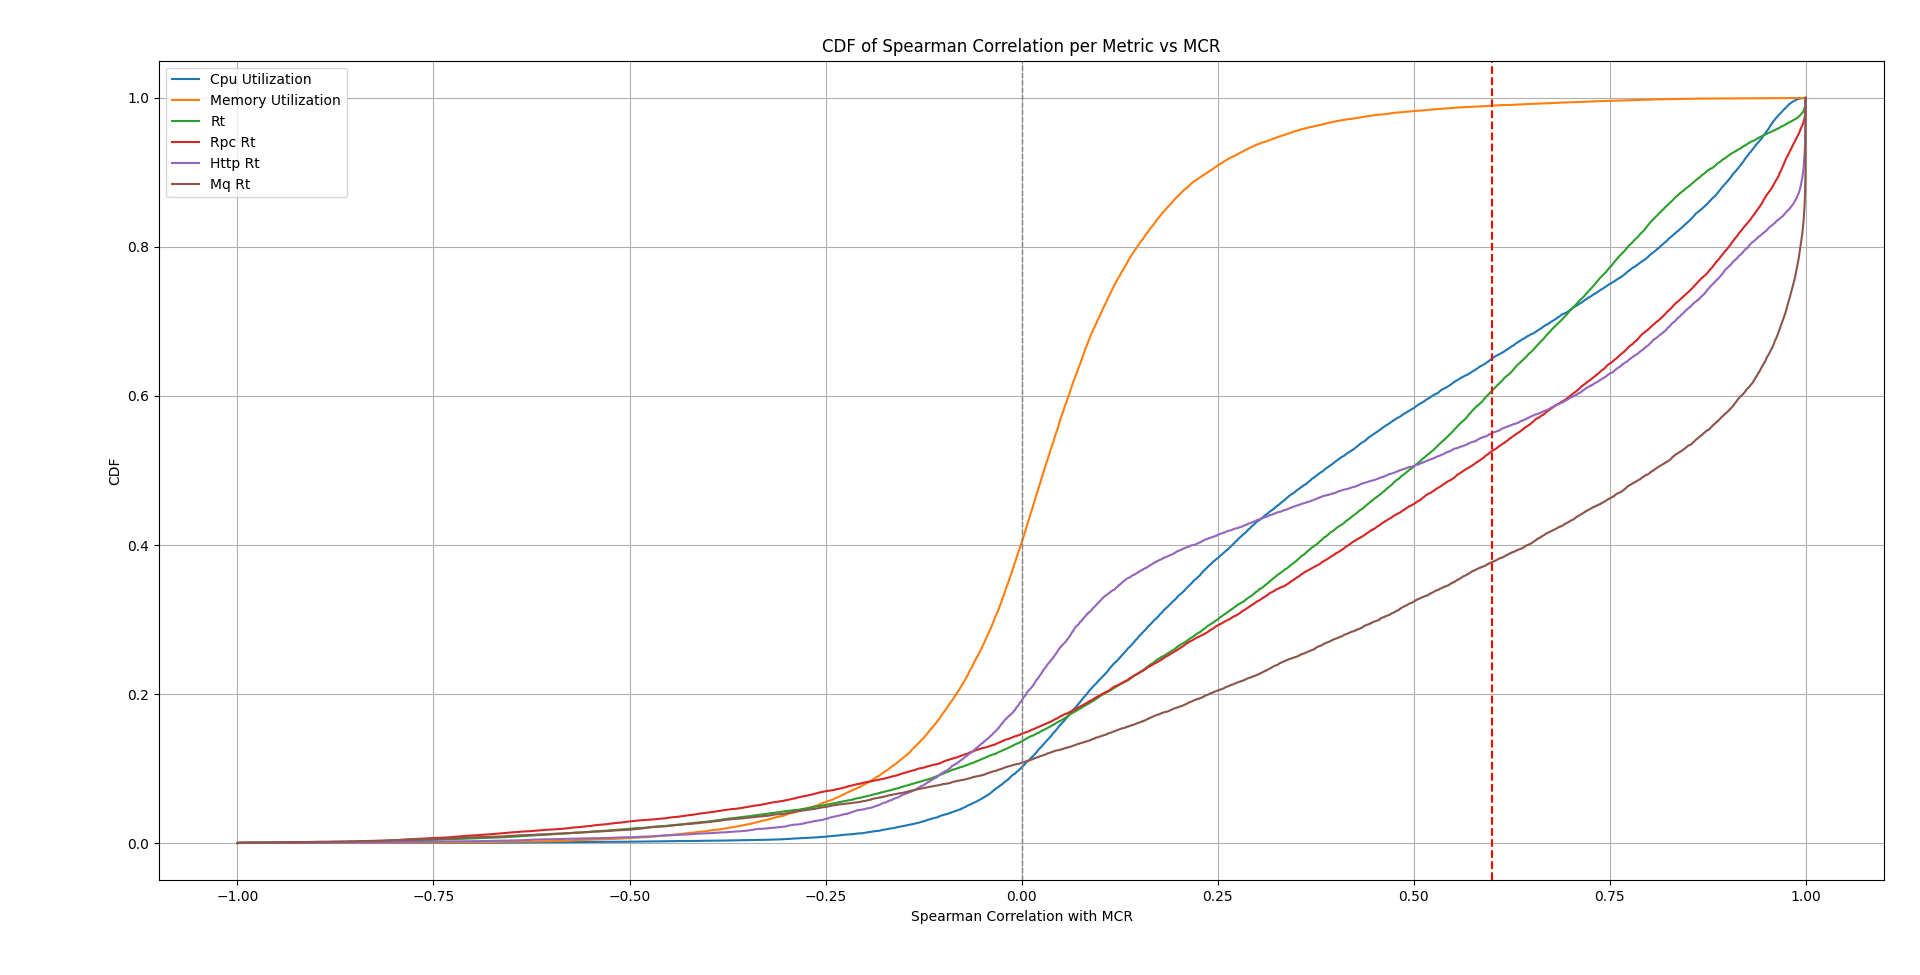 CDF of Spearman Correlation per Metric vs MCR
Cpu Utilization
Memory Utilization
Rt
Rpc Rt
Http Rt
Mq Rt
1.0
0.8
0.6
0.4
0.2
0.0
CDF
−1.00 −0.75 −0.50 −0.25 0.00 0.25 0.50 0.75 1.00
Spearman Correlation with MCR